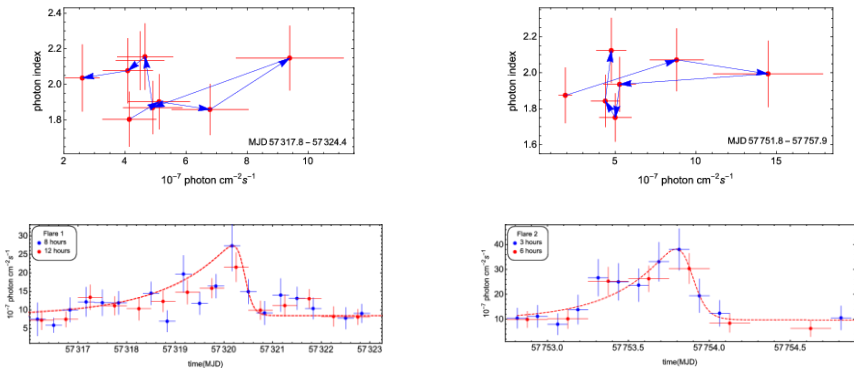 2.4
2.2
2.0
1.8
photon index
MJD 57317.8 – 57324.4
2 4 6 8 10
10⁻⁷ photon cm⁻²s⁻¹
2.4
2.2
2.0
1.8
1.6
photon index
MJD 57751.8 – 57757.9
5 10 15
10⁻⁷ photon cm⁻²s⁻¹
Flare 1
8 hours
12 hours
30
25
20
15
10
5
10⁻⁷ photon cm⁻²s⁻¹
57317 57318 57319 57320 57321 57322 57323
time(MJD)
Flare 2
3 hours
6 hours
40
30
20
10
10⁻⁷ photon cm⁻²s⁻¹
57753.0 57753.5 57754.0 57754.5
time(MJD)